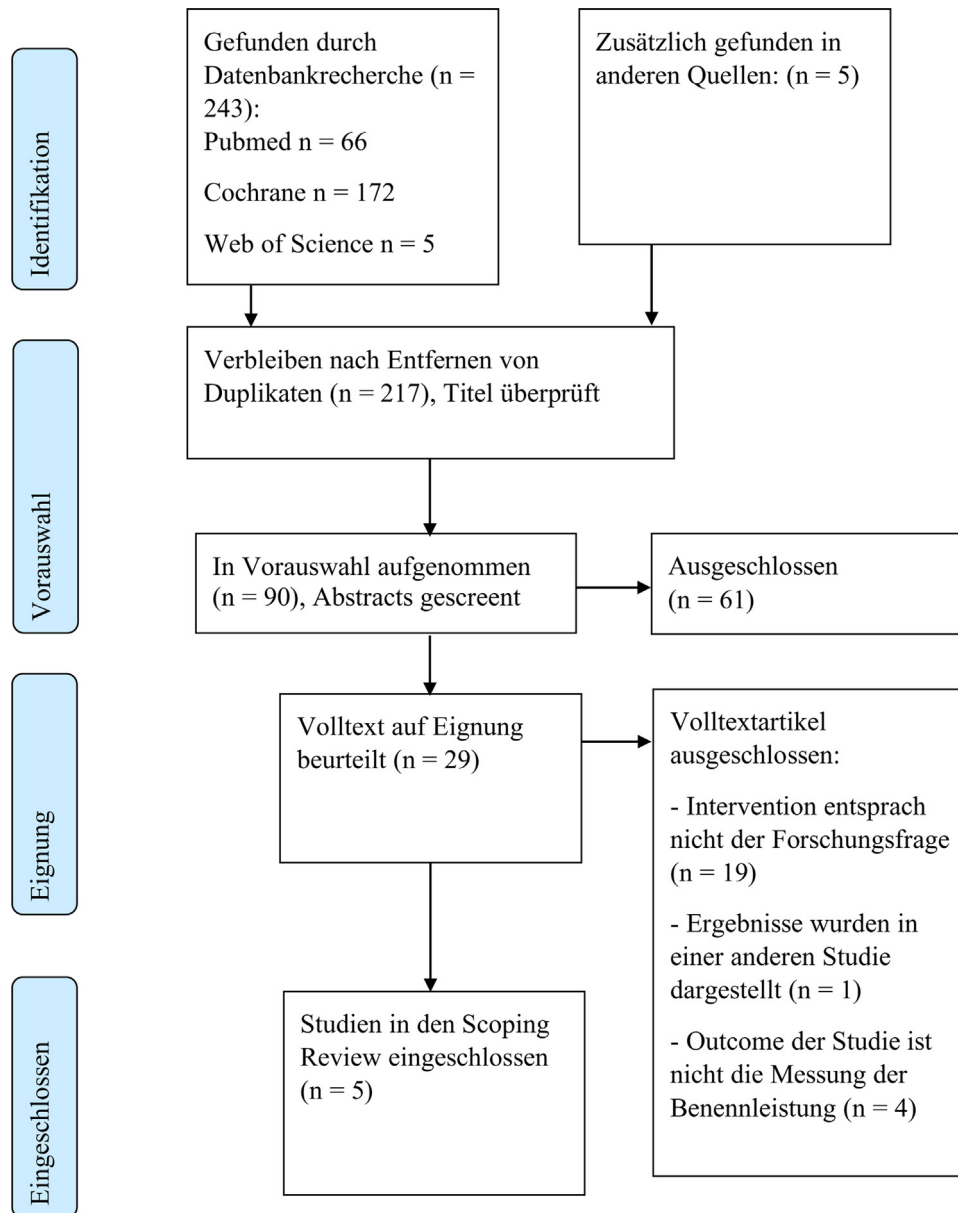 Identifikation
Gefunden durch
Datenbankrecherche (n =
243):
Pubmed n = 66
Cochrane n = 172
Web of Science n = 5
Zusätzlich gefunden in
anderen Quellen: (n = 5)
Vorauswahl
Verbleiben nach Entfernen von
Duplikaten (n = 217), Titel überprüft
In Vorauswahl aufgenommen
(n = 90), Abstracts gescreent
Ausgeschlossen
(n = 61)
Eignung
Volltext auf Eignung
beurteilt (n = 29)
Volltextartikel
ausgeschlossen:
- Intervention entsprach
nicht der Forschungsfrage
(n = 19)
- Ergebnisse wurden in
einer anderen Studie
dargestellt (n = 1)
- Outcome der Studie ist
nicht die Messung der
Benennleistung (n = 4)
Eingeschlossen
Studien in den Scoping
Review eingeschlossen
(n = 5)